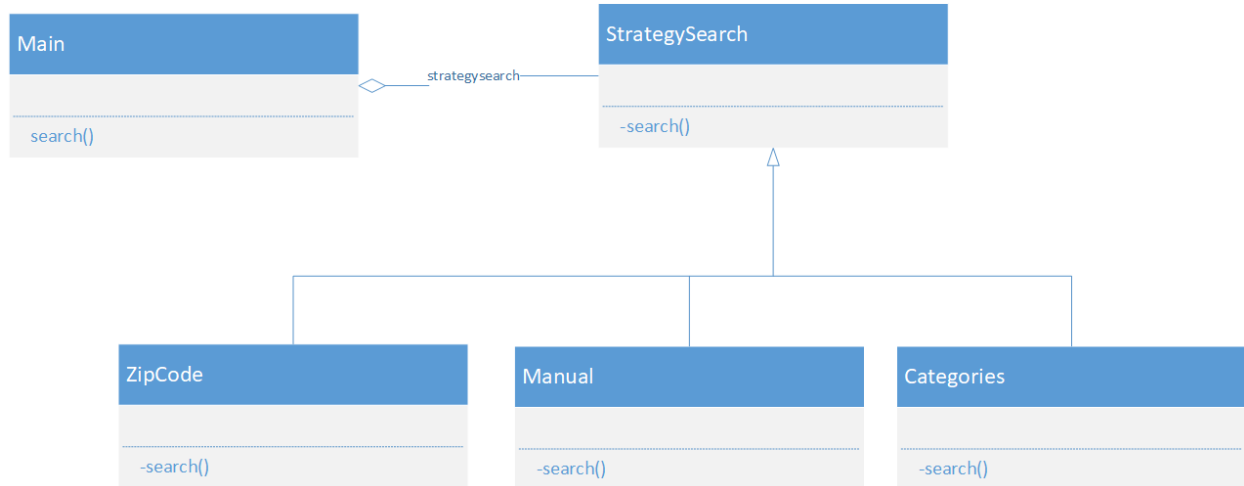 Main
StrategySearch
strategysearch
search()
-search()
ZipCode
Manual
Categories
-search()
-search()
-search()